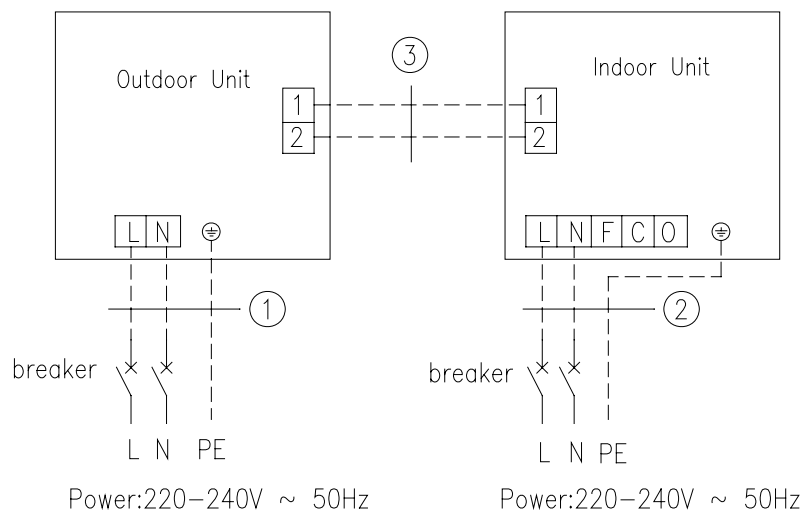 Outdoor Unit
1
2
L N
1
breaker
L N PE
Power:220-240V ~ 50Hz
3
Indoor Unit
1
2
L N F C O
2
breaker
L N PE
Power:220-240V ~ 50Hz